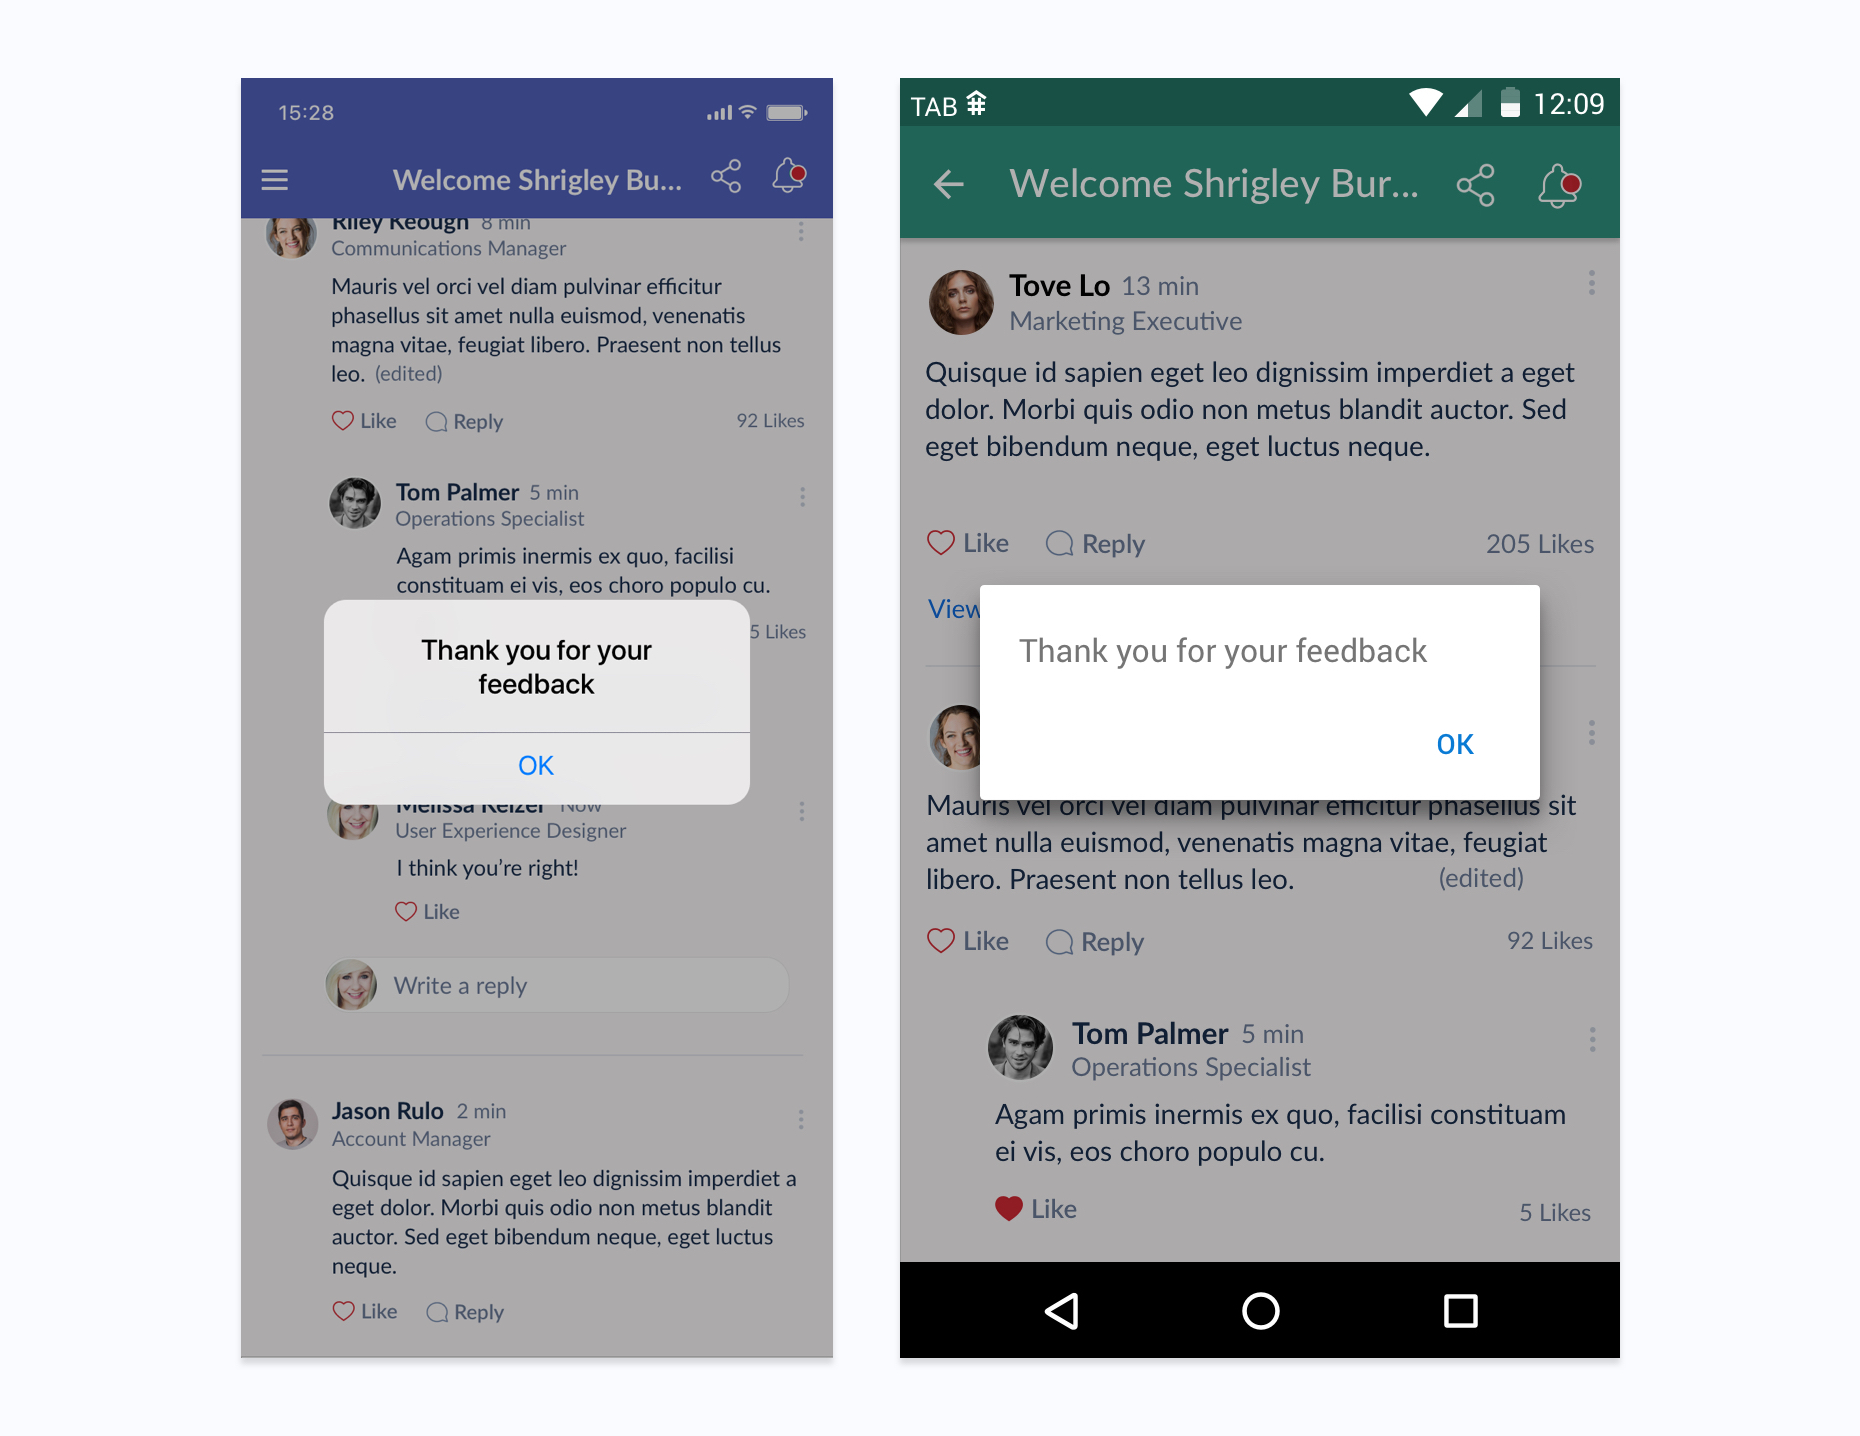 15:28
Welcome Shrigley Bu...
Riley Keough 8 min
Communications Manager
Mauris vel orci vel diam pulvinar efficitur
phasellus sit amet nulla euismod, venenatis
magna vitae, feugiat libero. Praesent non tellus
leo. (edited)
Like Reply 92 Likes
Tom Palmer 5 min
Operations Specialist
Agam primis inermis ex quo, facilisi
constituam ei vis, eos choro populo cu.
5 Likes
Thank you for your
feedback
OK
Melissa Keizer Now
User Experience Designer
I think you’re right!
Like
Write a reply
Jason Rulo 2 min
Account Manager
Quisque id sapien eget leo dignissim imperdiet a
eget dolor. Morbi quis odio non metus blandit
auctor. Sed eget bibendum neque, eget luctus
neque.
Like Reply
TAB 12:09
Welcome Shrigley Bur...
Tove Lo 13 min
Marketing Executive
Quisque id sapien eget leo dignissim imperdiet a eget
dolor. Morbi quis odio non metus blandit auctor. Sed
eget bibendum neque, eget luctus neque.
Like Reply 205 Likes
View
Thank you for your feedback
OK
Mauris vel orci vel diam pulvinar efficitur phasellus sit
amet nulla euismod, venenatis magna vitae, feugiat
libero. Praesent non tellus leo. (edited)
Like Reply 92 Likes
Tom Palmer 5 min
Operations Specialist
Agam primis inermis ex quo, facilisi constituam
ei vis, eos choro populo cu.
Like 5 Likes